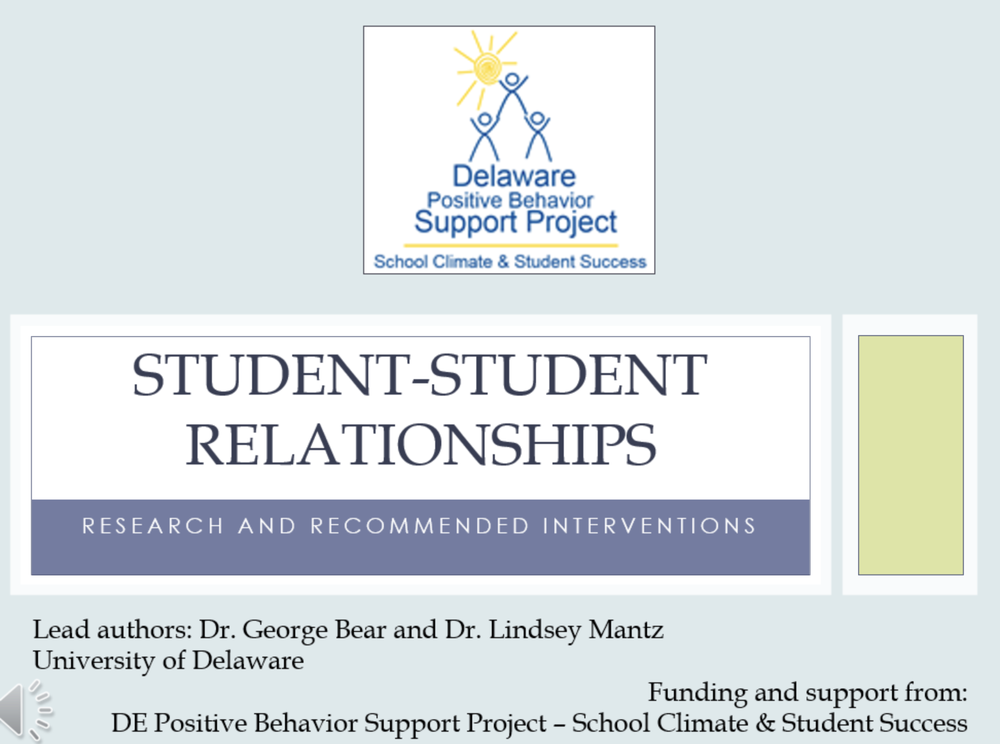 Delaware
Positive Behavior
Support Project
School Climate & Student Success
STUDENT-STUDENT
RELATIONSHIPS
RESEARCH AND RECOMMENDED INTERVENTIONS
Lead authors: Dr. George Bear and Dr. Lindsey Mantz
University of Delaware
Funding and support from:
DE Positive Behavior Support Project – School Climate & Student Success